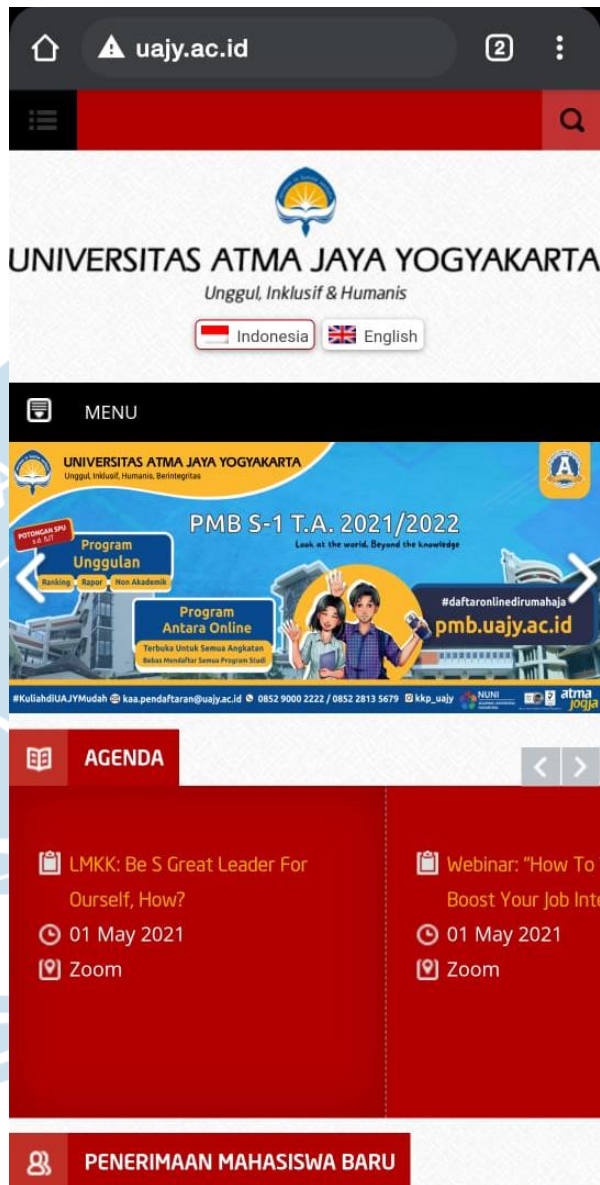 uajy.ac.id
2
UNIVERSITAS ATMA JAYA YOGYAKARTA
Unggul, Inklusif & Humanis
Indonesia English
MENU
UNIVERSITAS ATMA JAYA YOGYAKARTA
Unggul, Inklusif, Humanis, Berintegritas
A
POTONGAN SPU
PMB S-1 T.A. 2021/2022
Look at the world, Beyond the knowledge
Program
Unggulan
Ranking Rapor Non Akademik
Program
Antara Online
Terbuka Untuk Semua Angkatan
Bebas Mendaftar Semua Program Studi
#daftaronlinedirumahaja
pmb.uajy.ac.id
#KuliahdiUAJYMudah kaa.pendaftaran@uajy.ac.id 0852 9000 2222 / 0852 2813 5679 kkp_uajy NUNI atma
jogja
AGENDA
LMKK: Be S Great Leader For
Ourself, How?
01 May 2021
Zoom
Webinar: "How To
Boost Your Job Inte
01 May 2021
Zoom
PENERIMAAN MAHASISWA BARU